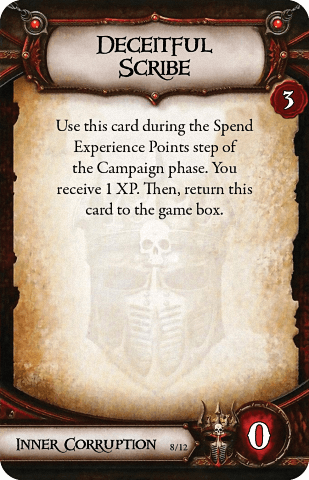 Deceitful
Scribe
3
Use this card during the Spend
Experience Points step of
the Campaign phase. You
receive 1 XP. Then, return this
card to the game box.
Inner Corruption 8/12
0